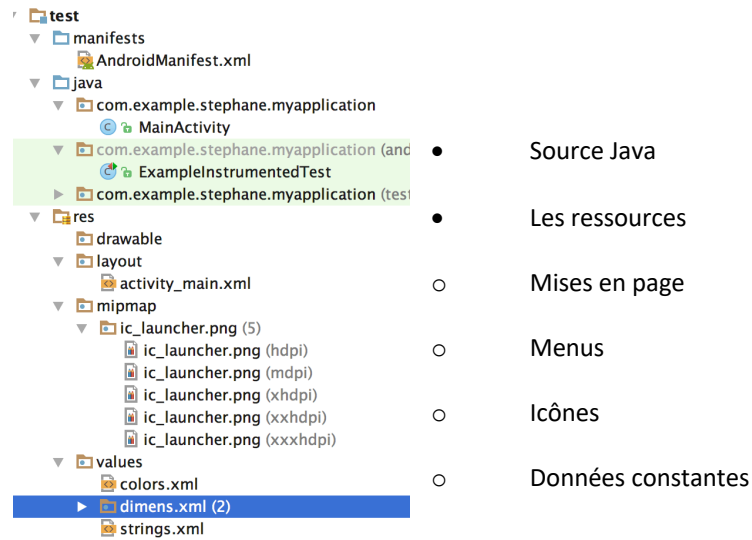 test
manifests
AndroidManifest.xml
java
com.example.stephane.myapplication
MainActivity
com.example.stephane.myapplication (and
ExampleInstrumentedTest
com.example.stephane.myapplication (test
res
drawable
layout
activity_main.xml
mipmap
ic_launcher.png (5)
ic_launcher.png (hdpi)
ic_launcher.png (mdpi)
ic_launcher.png (xhdpi)
ic_launcher.png (xxhdpi)
ic_launcher.png (xxxhdpi)
values
colors.xml
dimens.xml (2)
strings.xml
● Source Java
● Les ressources
o Mises en page
o Menus
o Icônes
o Données constantes